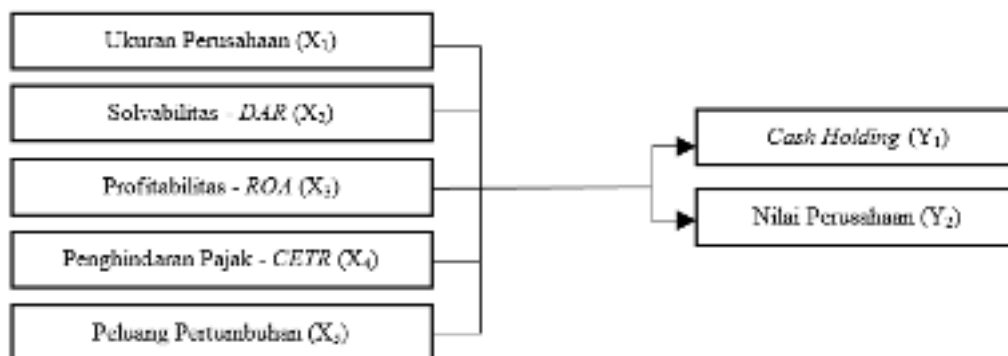 Ukuran Perusahaan (X₁)
Solvabilitas - DAR (X₂)
Profitabilitas - ROA (X₃)
Penghindaran Pajak - CETR (X₄)
Peluang Pertumbuhan (X₅)
Cash Holding (Y₁)
Nilai Perusahaan (Y₂)